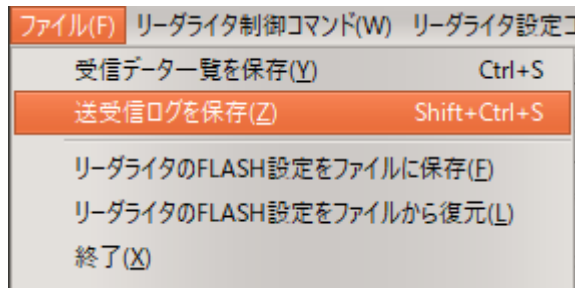 ファイル(F) リーダライタ制御コマンド(W) リーダライタ設定コ
受信データ一覧を保存(Y) Ctrl+S
送受信ログを保存(Z) Shift+Ctrl+S
リーダライタのFLASH設定をファイルに保存(F)
リーダライタのFLASH設定をファイルから復元(L)
終了(X)